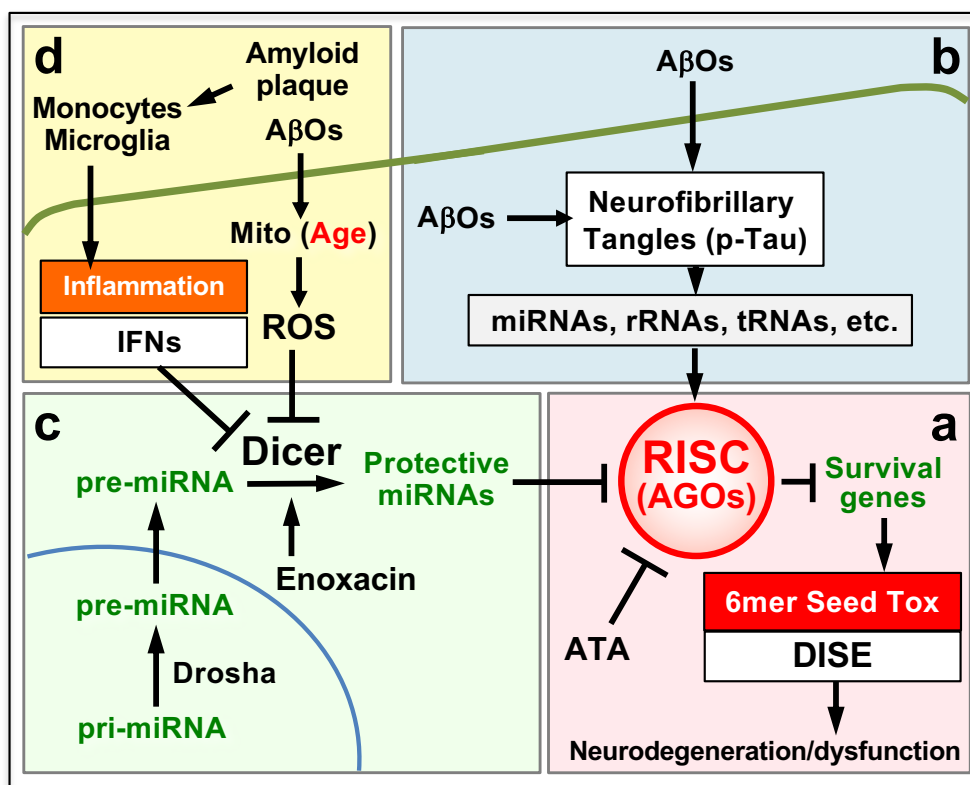 d
Amyloid
plaque
Monocytes
Microglia
AβOs
Mito (Age)
Inflammation
IFNs
ROS
b
AβOs
AβOs
Neurofibrillary
Tangles (p-Tau)
miRNAs, rRNAs, tRNAs, etc.
c
Dicer
pre-miRNA
Protective
miRNAs
Enoxacin
pre-miRNA
Drosha
pri-miRNA
a
RISC
(AGOs)
Survival
genes
ATA
6mer Seed Tox
DISE
Neurodegeneration/dysfunction